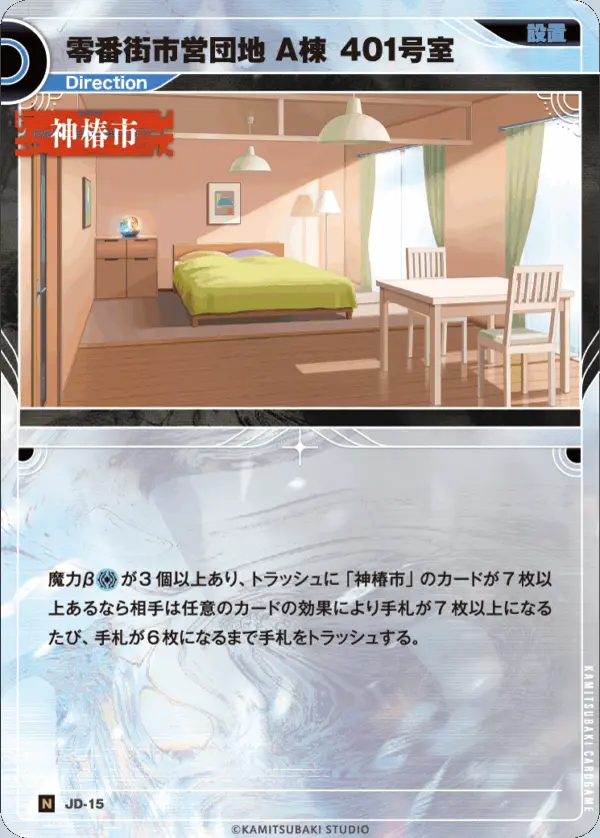 零番街市営団地 A棟 401号室
設置
Direction
神椿市
魔力βが3個以上あり、トラッシュに「神椿市」のカードが7枚以
上あるなら相手は任意のカードの効果により手札が7枚以上になる
たび、手札が6枚になるまで手札をトラッシュする。
KAMITSUBAKI CARDGAME
N JD-15
©KAMITSUBAKI STUDIO